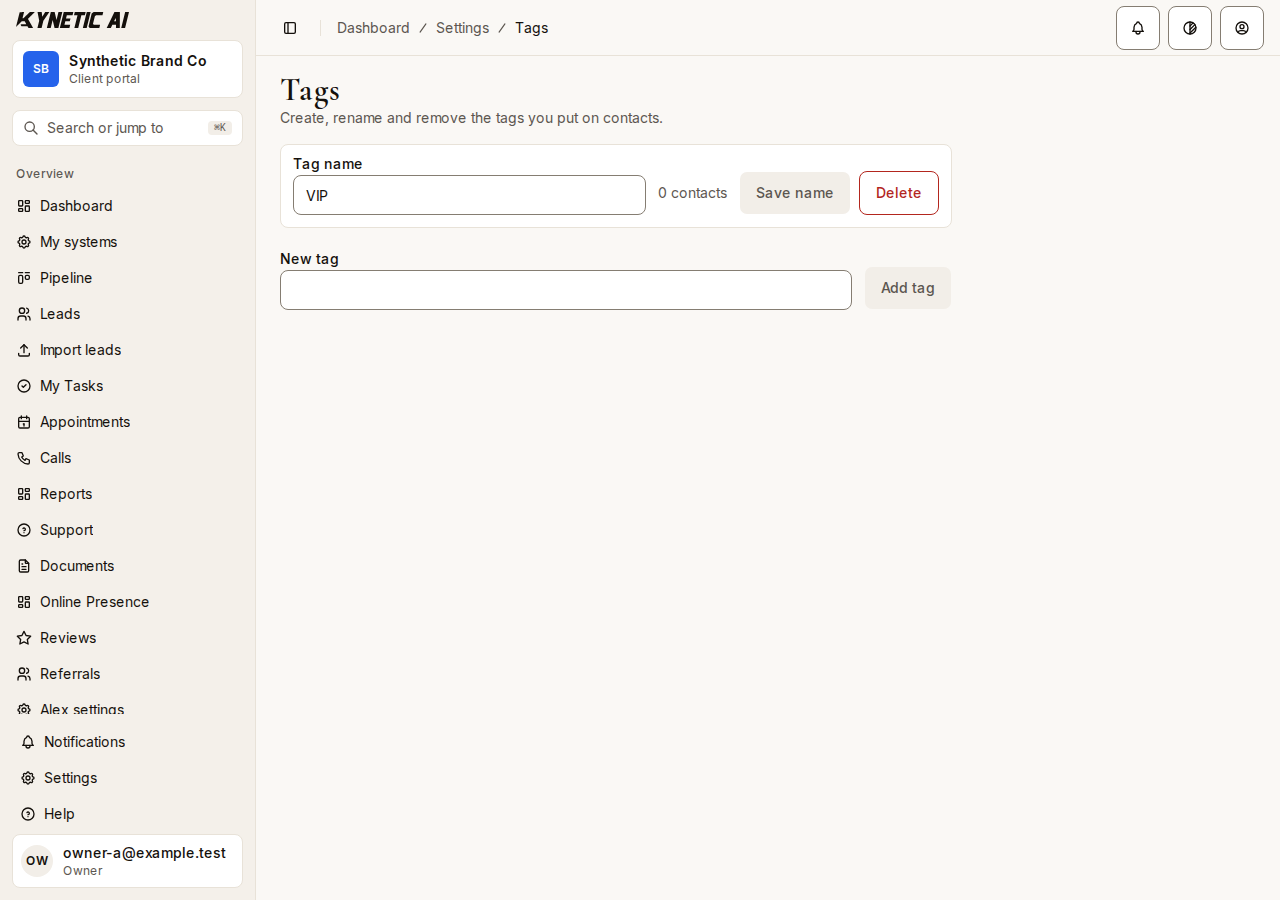 KYNETIC AI
SB
Synthetic Brand Co
Client portal
Search or jump to
⌘K
Overview
Dashboard
My systems
Pipeline
Leads
Import leads
My Tasks
Appointments
Calls
Reports
Support
Documents
Online Presence
Reviews
Referrals
Alex settings
Notifications
Settings
Help
OW
owner-a@example.test
Owner
Dashboard / Settings / Tags
Tags
Create, rename and remove the tags you put on contacts.
Tag name
VIP
0 contacts
Save name
Delete
New tag
Add tag